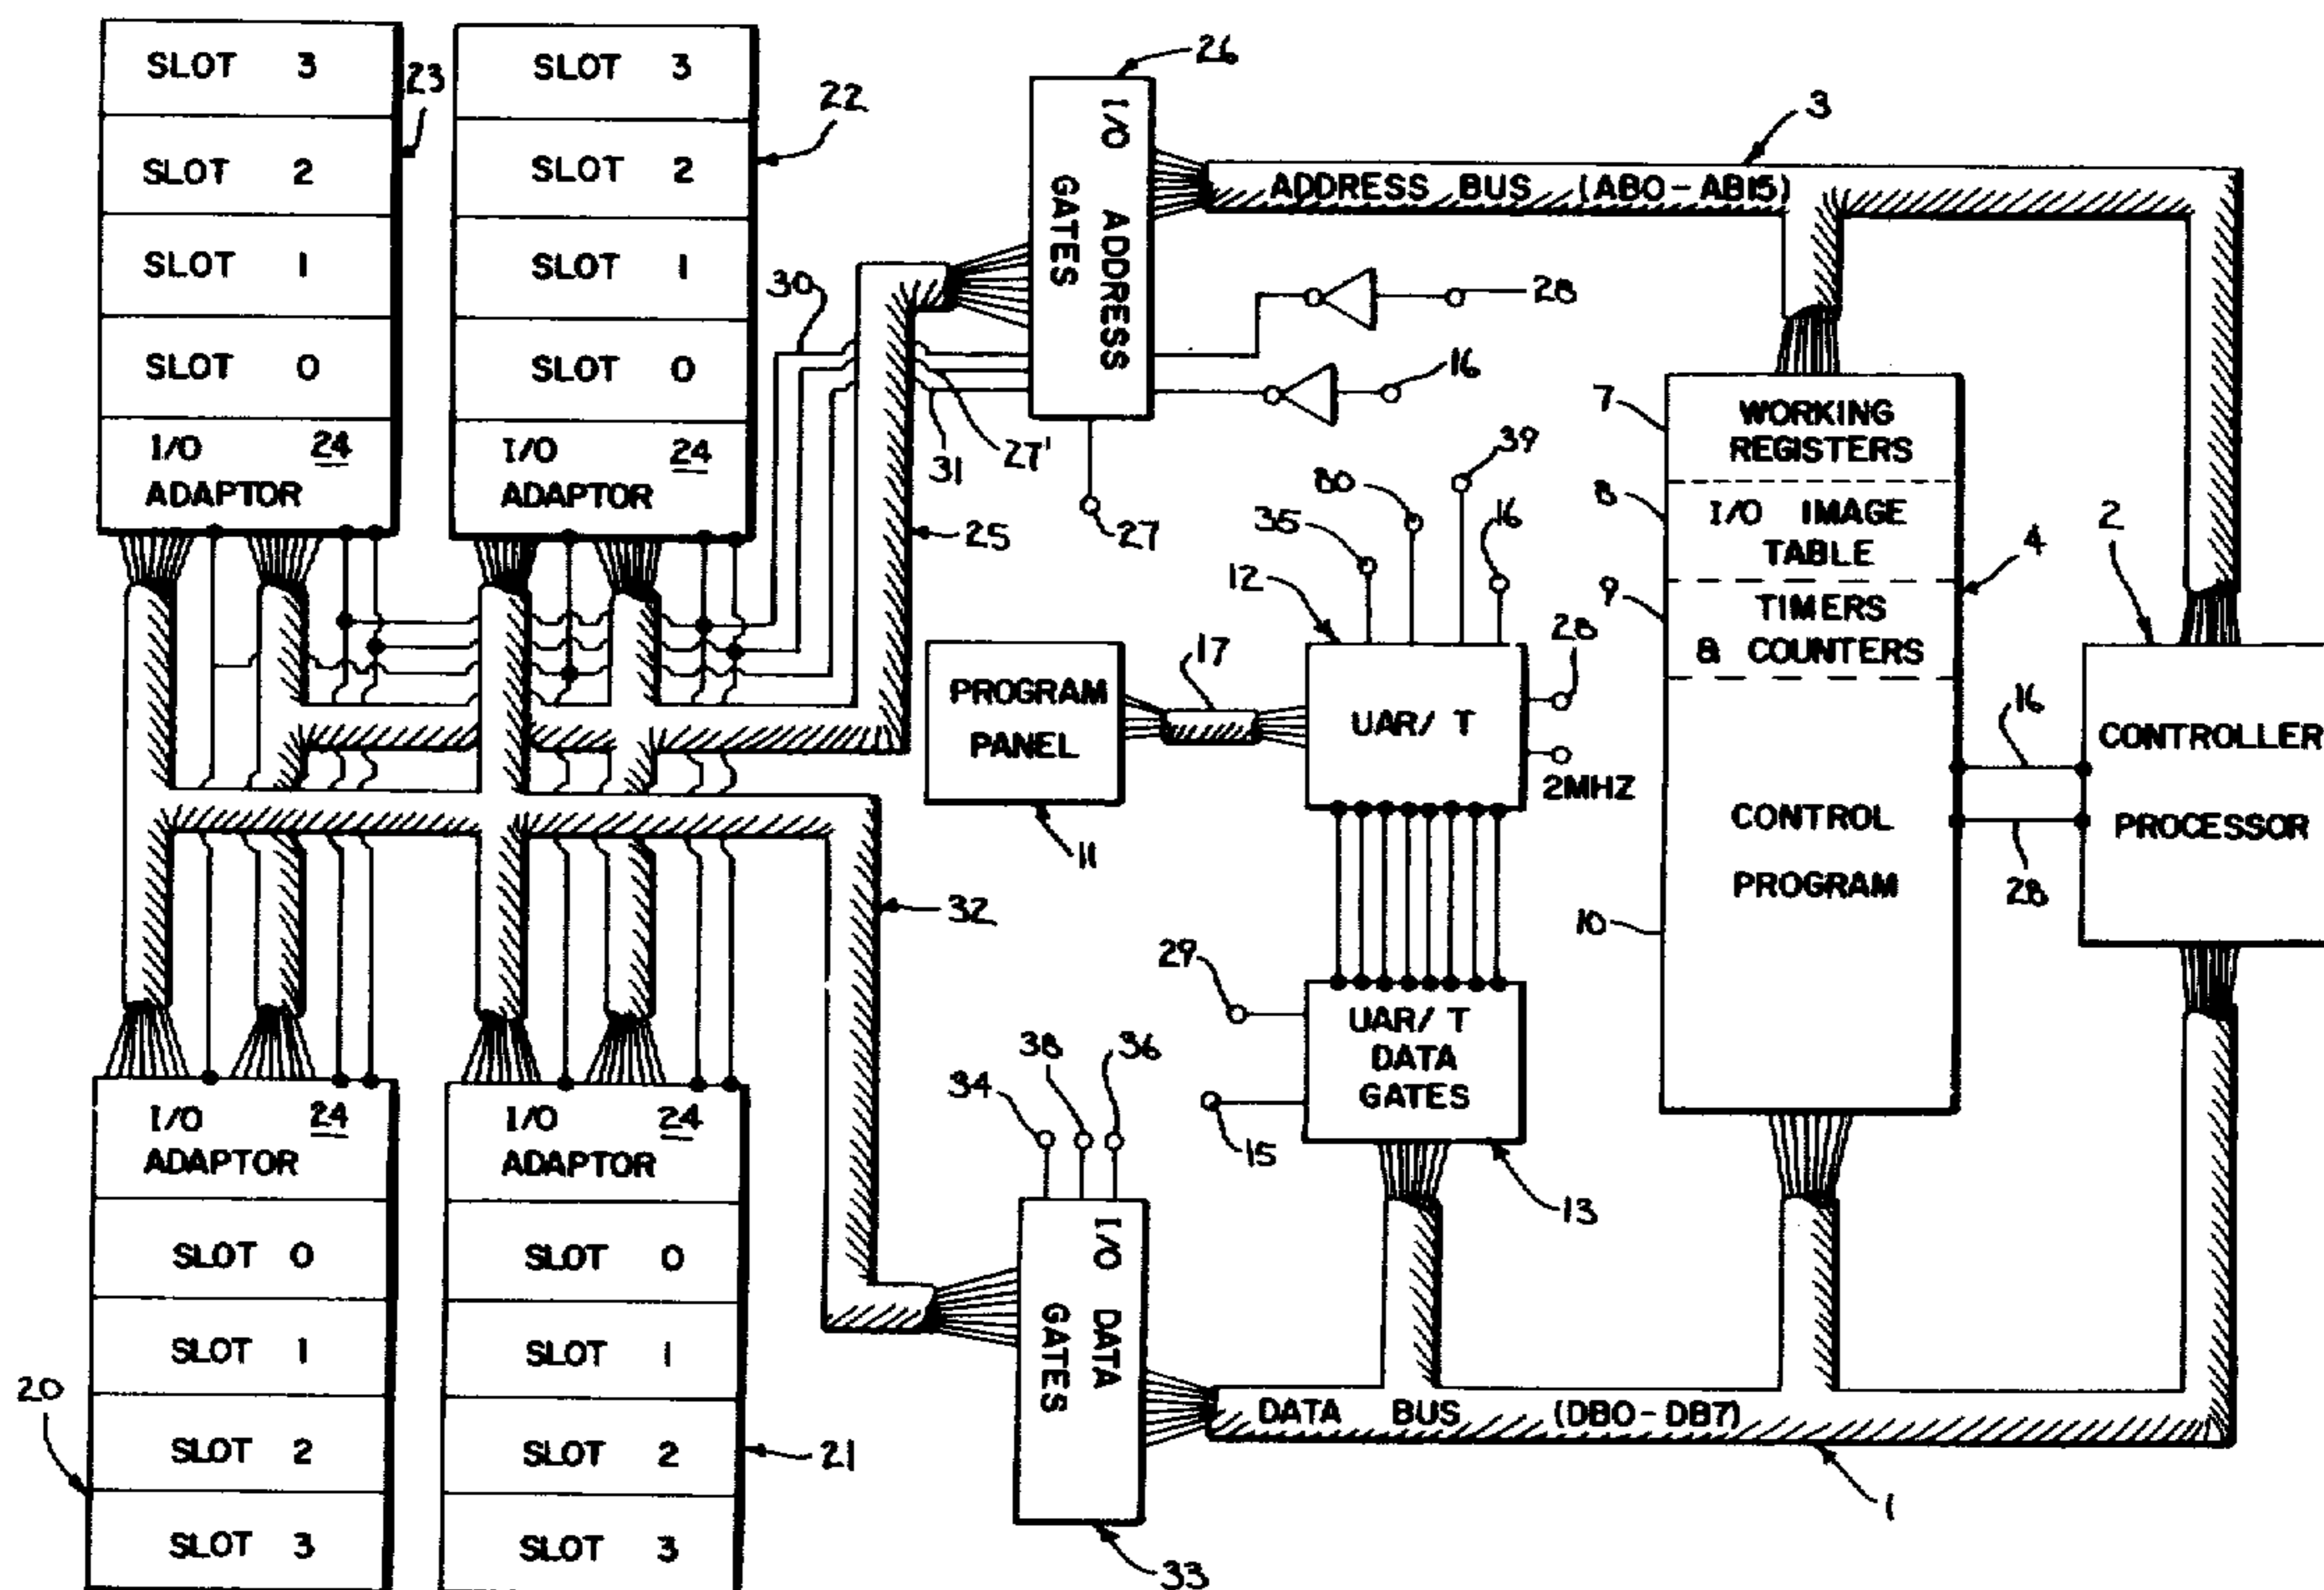 SLOT 3
SLOT 2
SLOT 1
SLOT 0
I/O 24
ADAPTOR
23
SLOT 3
SLOT 2
SLOT 1
SLOT 0
I/O 24
ADAPTOR
22
26
I/O ADDRESS
GATES
3
ADDRESS BUS (AB0-AB15)
30
28
16
31
27'
27
25
7
WORKING
REGISTERS
8
I/O IMAGE
TABLE
9
TIMERS
& COUNTERS
4
CONTROL
PROGRAM
10
2
CONTROLLER
PROCESSOR
16
28
35
80
39
16
12
UAR/T
28
2MHZ
17
PROGRAM
PANEL
11
32
29
15
UAR/T
DATA
GATES
13
34
38
36
I/O DATA
GATES
33
DATA BUS (DB0-DB7)
1
I/O 24
ADAPTOR
SLOT 0
SLOT 1
SLOT 2
SLOT 3
20
I/O 24
ADAPTOR
SLOT 0
SLOT 1
SLOT 2
SLOT 3
21